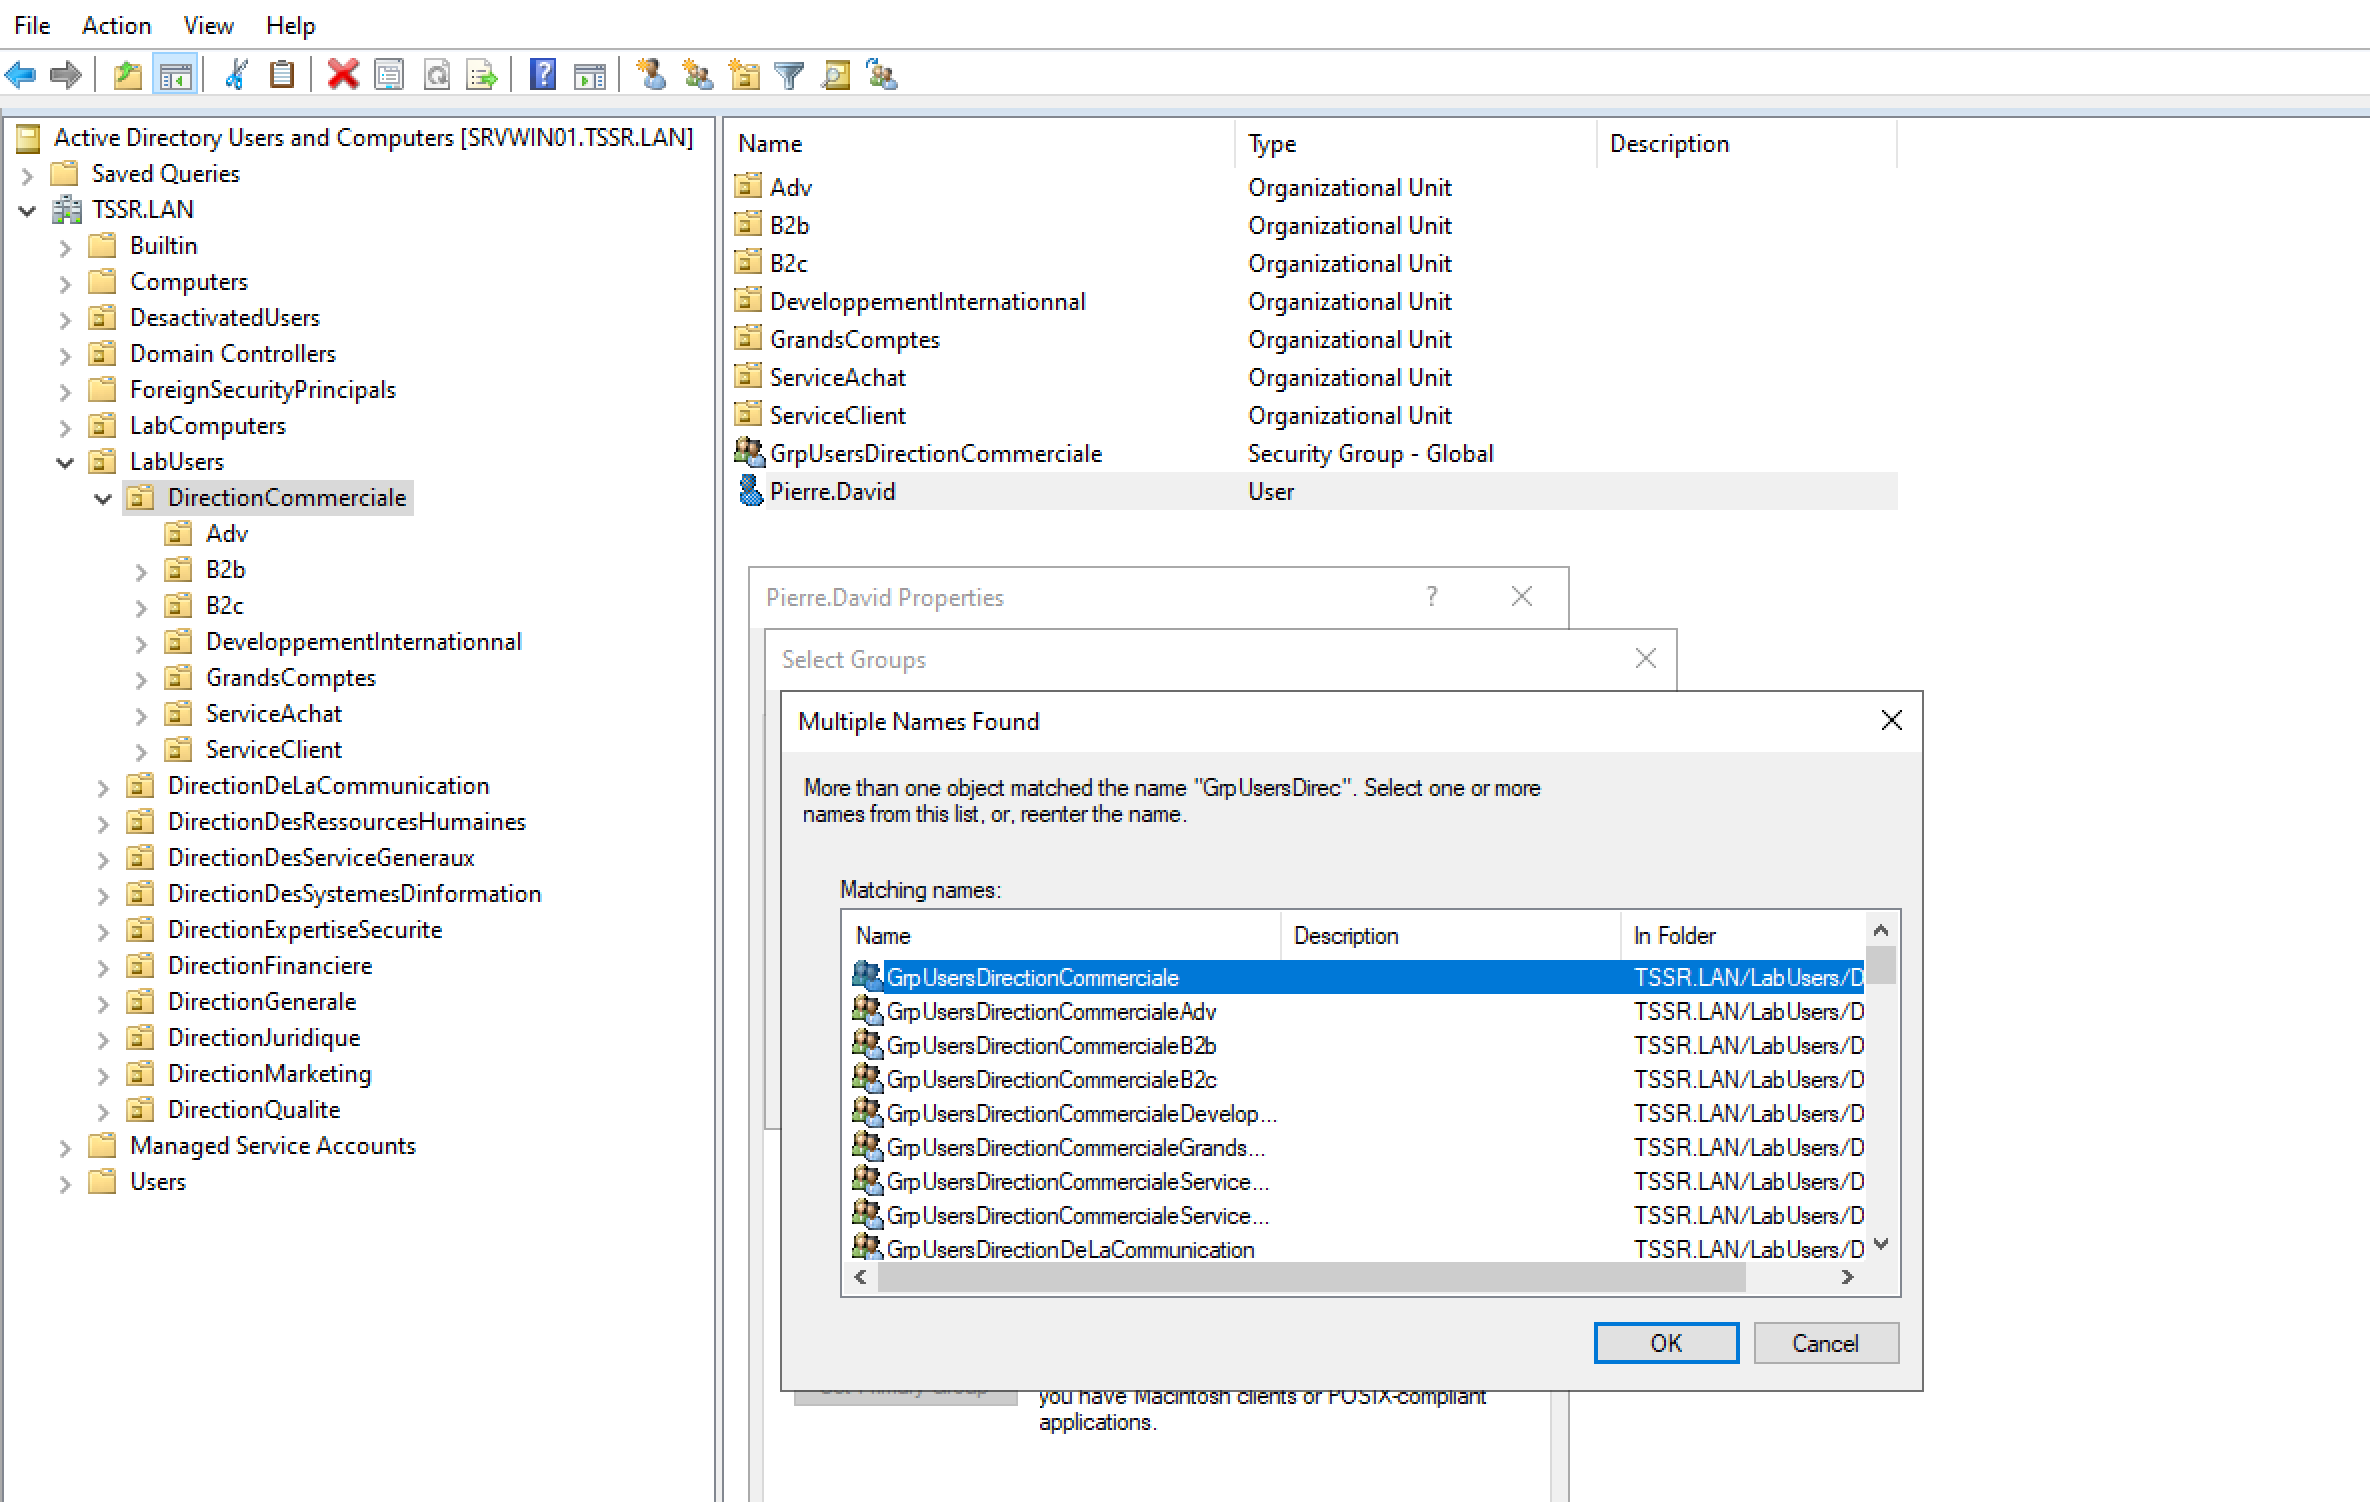 File Action View Help
Active Directory Users and Computers [SRVWIN01.TSSR.LAN]
Saved Queries
TSSR.LAN
Builtin
Computers
DesactivatedUsers
Domain Controllers
ForeignSecurityPrincipals
LabComputers
LabUsers
DirectionCommerciale
Adv
B2b
B2c
DeveloppementInternationnal
GrandsComptes
ServiceAchat
ServiceClient
DirectionDeLaCommunication
DirectionDesRessourcesHumaines
DirectionDesServiceGeneraux
DirectionDesSystemesDinformation
DirectionExpertiseSecurite
DirectionFinanciere
DirectionGenerale
DirectionJuridique
DirectionMarketing
DirectionQualite
Managed Service Accounts
Users
Name Type Description
Adv Organizational Unit
B2b Organizational Unit
B2c Organizational Unit
DeveloppementInternationnal Organizational Unit
GrandsComptes Organizational Unit
ServiceAchat Organizational Unit
ServiceClient Organizational Unit
GrpUsersDirectionCommerciale Security Group - Global
Pierre.David User
Pierre.David Properties ?
Select Groups
Multiple Names Found
More than one object matched the name "GrpUsersDirec". Select one or more
names from this list, or, reenter the name.
Matching names:
Name Description In Folder
GrpUsersDirectionCommerciale TSSR.LAN/LabUsers/D
GrpUsersDirectionCommercialeAdv TSSR.LAN/LabUsers/D
GrpUsersDirectionCommercialeB2b TSSR.LAN/LabUsers/D
GrpUsersDirectionCommercialeB2c TSSR.LAN/LabUsers/D
GrpUsersDirectionCommercialeDevelop... TSSR.LAN/LabUsers/D
GrpUsersDirectionCommercialeGrands... TSSR.LAN/LabUsers/D
GrpUsersDirectionCommercialeService... TSSR.LAN/LabUsers/D
GrpUsersDirectionCommercialeService... TSSR.LAN/LabUsers/D
GrpUsersDirectionDeLaCommunication TSSR.LAN/LabUsers/D
OK Cancel
you have Macintosh clients or POSIX-compliant
applications.